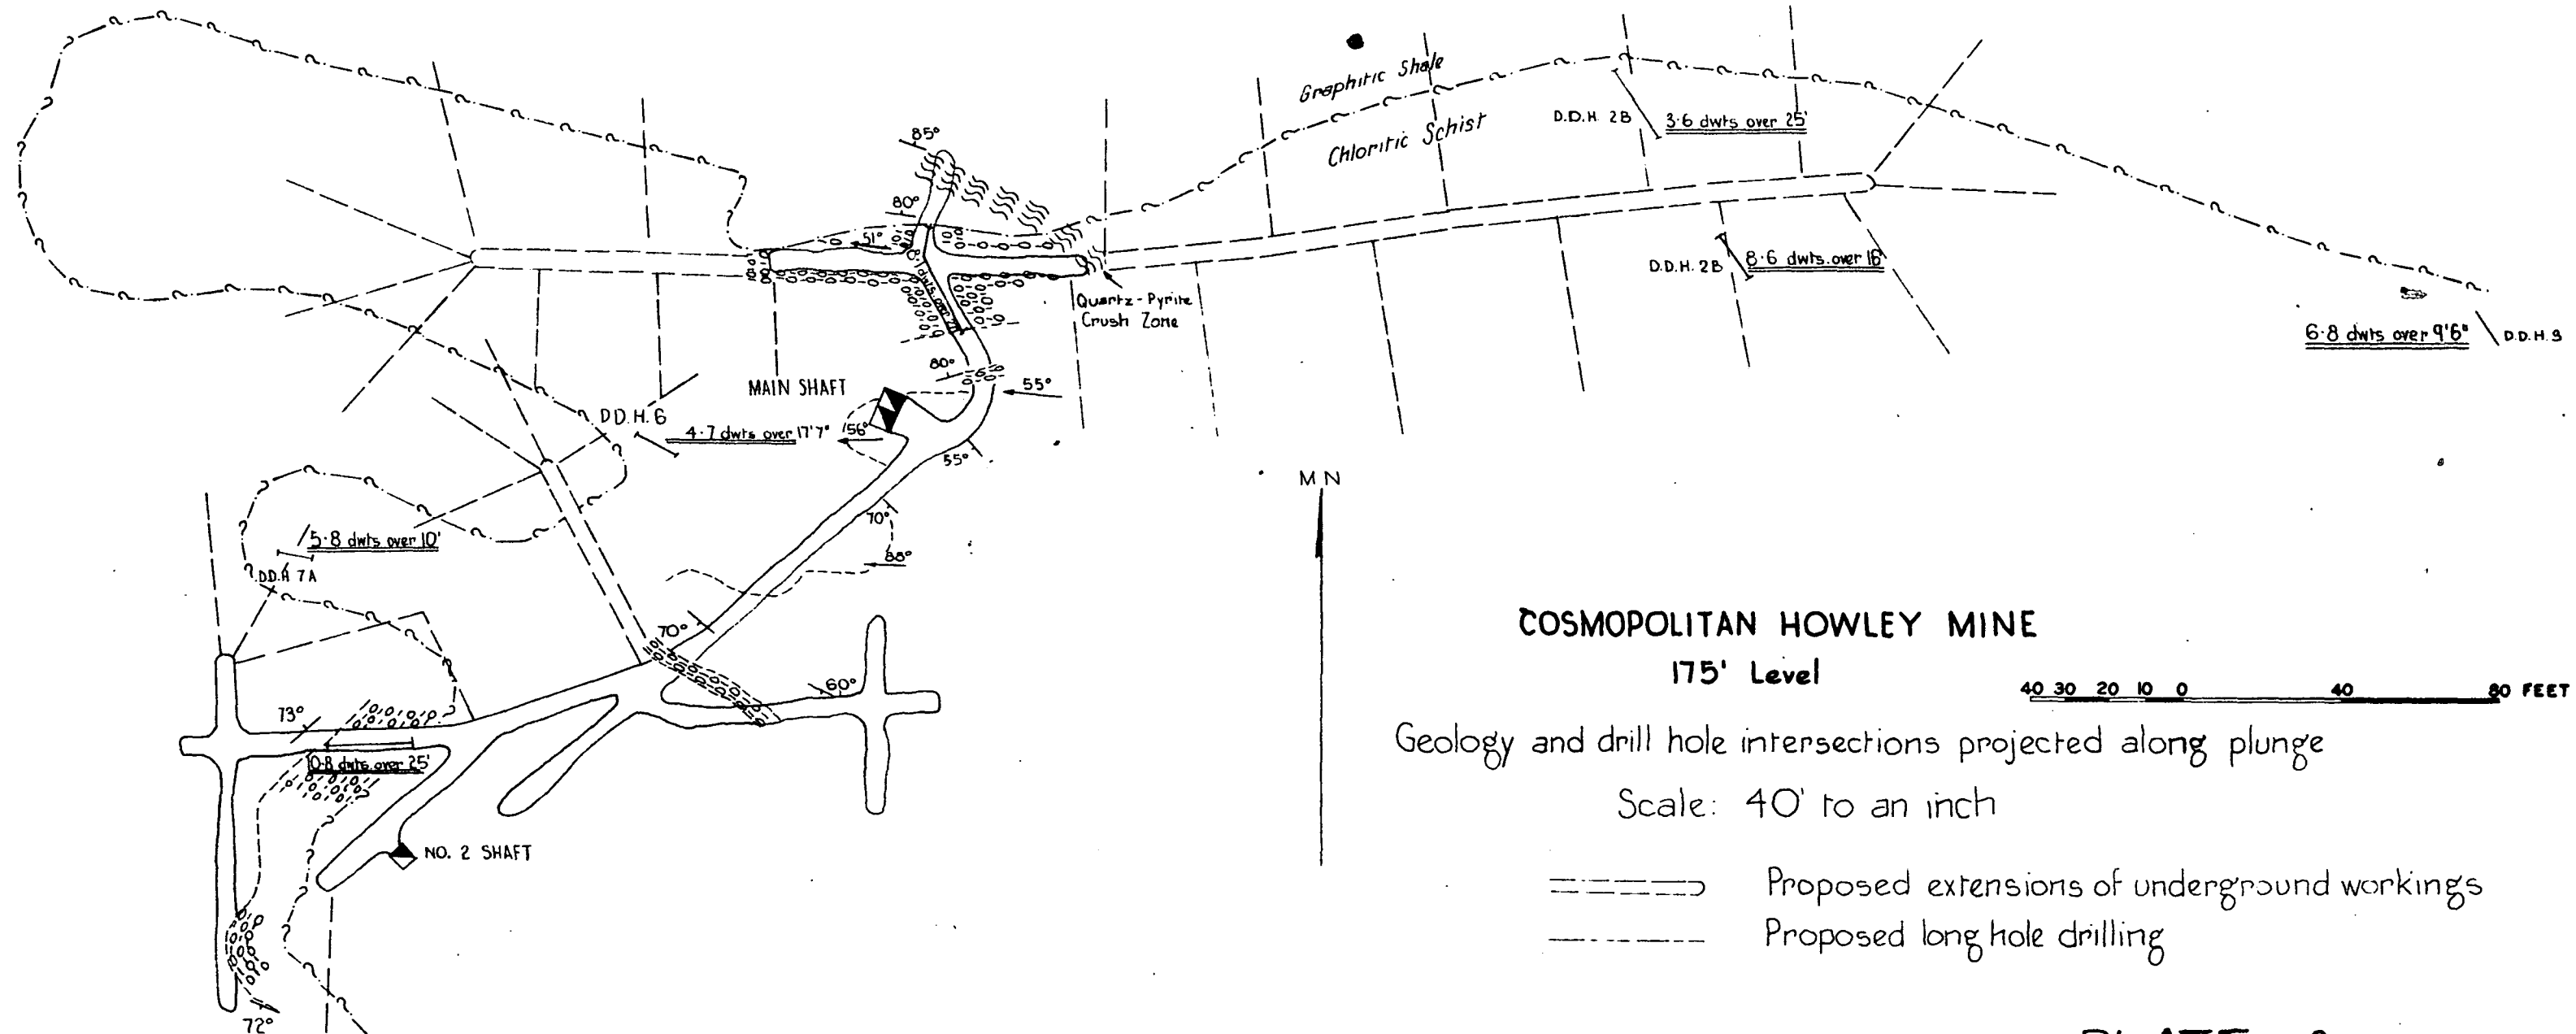 Graphitic Shale
Chloritic Schist
D.D.H. 2B
3·6 dwts over 25'
85°
80°
51°
D.D.H. 2B
8·6 dwts. over 16'
Quartz-Pyrite
Crush Zone
6·8 dwts over 9'6"
D.D.H. 9
80°
MAIN SHAFT
55°
D.D.H. 6
4·7 dwts over 17'7"
56°
55°
M N
70°
5·8 dwts over 10'
88°
D.D.H 7A
COSMOPOLITAN HOWLEY MINE
70°
175' Level
60°
40 30 20 10 0 40 80 FEET
73°
Geology and drill hole intersections projected along plunge
dwts over 25'
Scale: 40' to an inch
NO. 2 SHAFT
Proposed extensions of underground workings
Proposed long hole drilling
72°